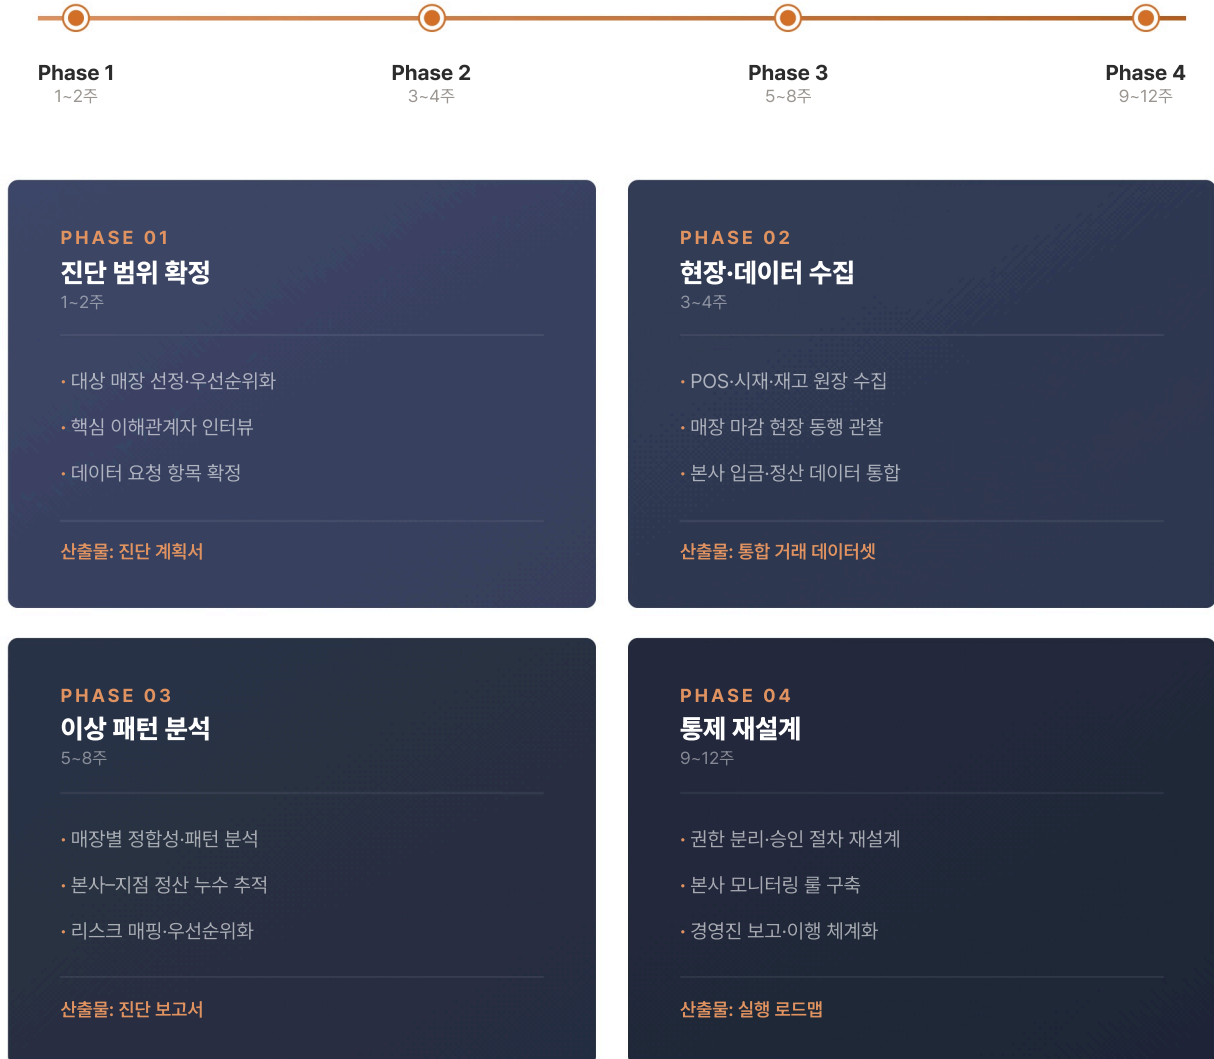 Phase 1
1~2주
Phase 2
3~4주
Phase 3
5~8주
Phase 4
9~12주
PHASE 01
진단 범위 확정
1~2주
· 대상 매장 선정·우선순위화
· 핵심 이해관계자 인터뷰
· 데이터 요청 항목 확정
산출물: 진단 계획서
PHASE 02
현장·데이터 수집
3~4주
· POS·시재·재고 원장 수집
· 매장 마감 현장 동행 관찰
· 본사 입금·정산 데이터 통합
산출물: 통합 거래 데이터셋
PHASE 03
이상 패턴 분석
5~8주
· 매장별 정합성·패턴 분석
· 본사–지점 정산 누수 추적
· 리스크 매핑·우선순위화
산출물: 진단 보고서
PHASE 04
통제 재설계
9~12주
· 권한 분리·승인 절차 재설계
· 본사 모니터링 룰 구축
· 경영진 보고·이행 체계화
산출물: 실행 로드맵